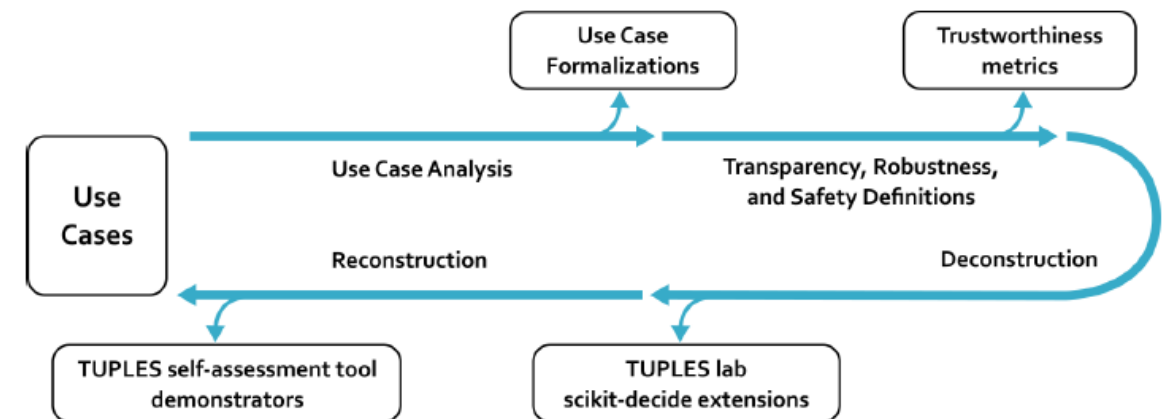 Use Case
Formalizations
Trustworthiness
metrics
Use
Cases
Use Case Analysis
Transparency, Robustness,
and Safety Definitions
Reconstruction
Deconstruction
TUPLES self-assessment tool
demonstrators
TUPLES lab
scikit-decide extensions